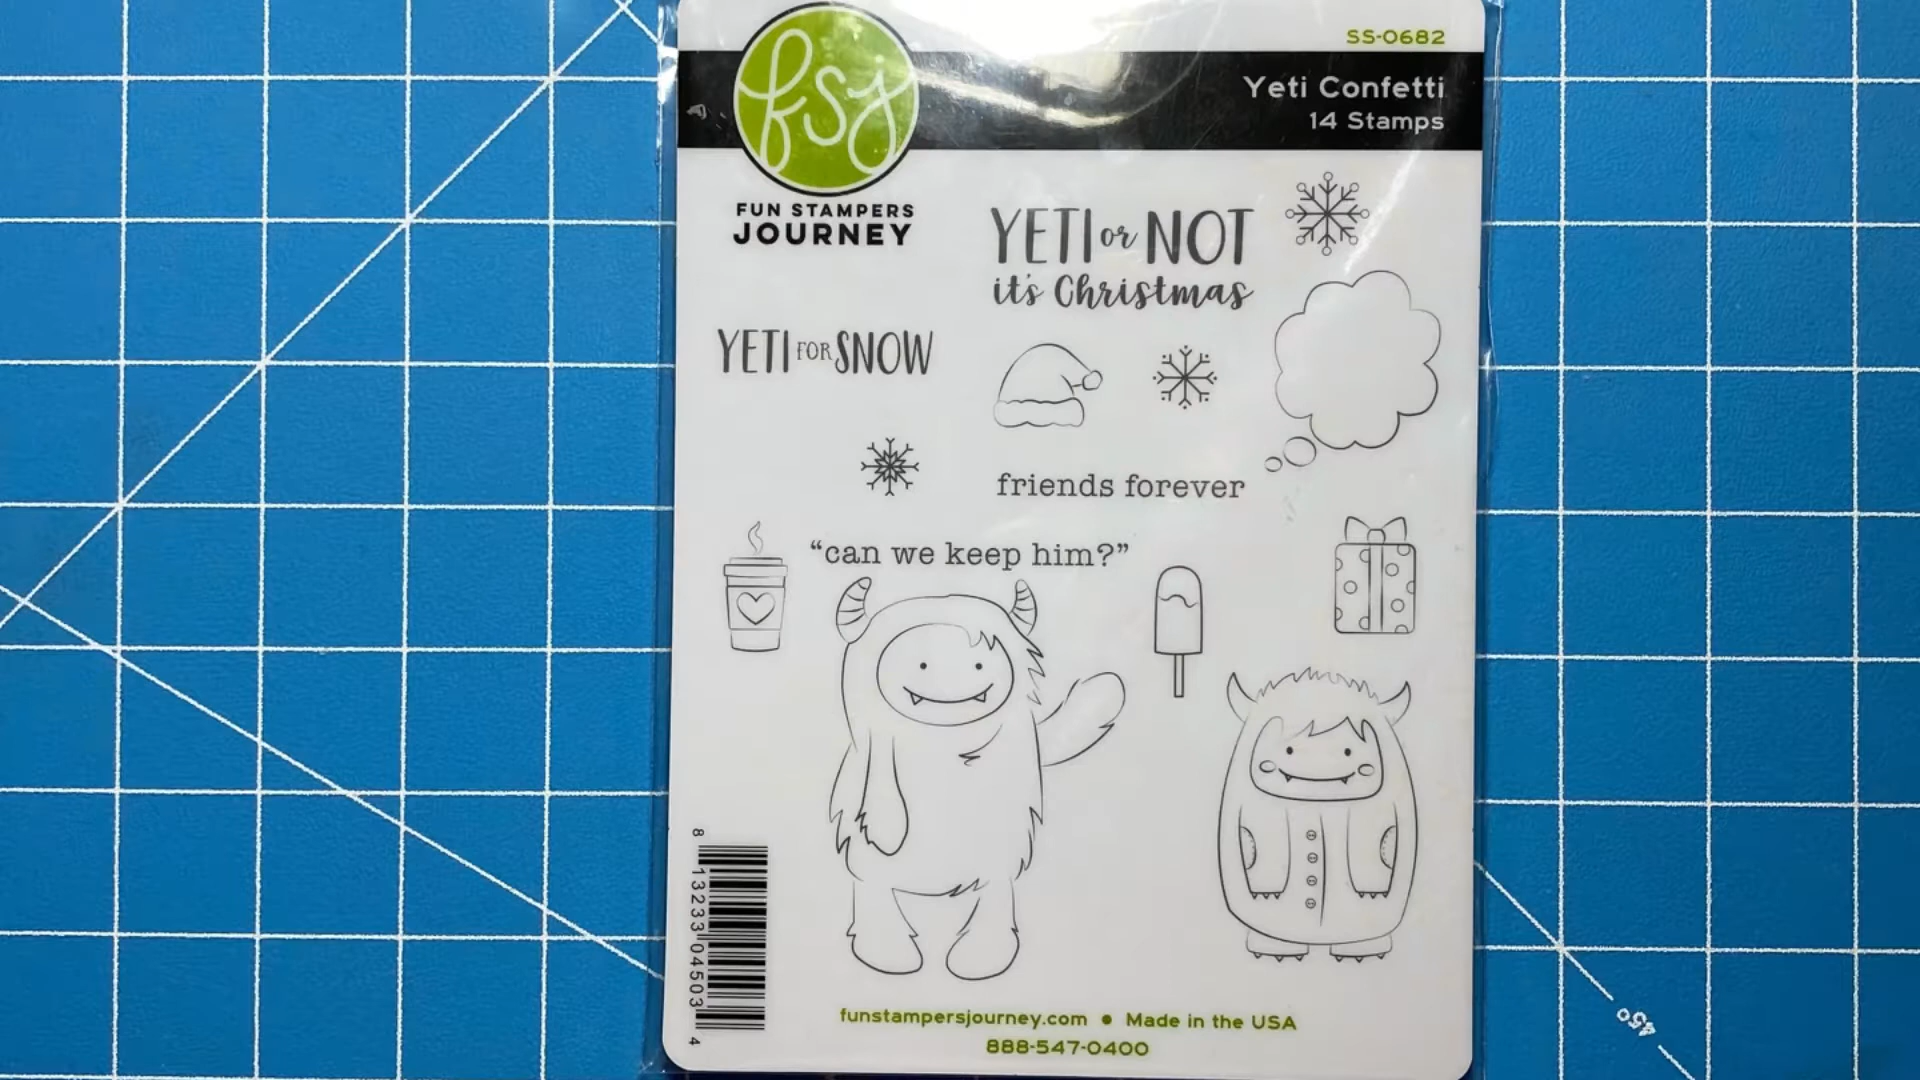 SS-0682
fsj
Yeti Confetti
14 Stamps
FUN STAMPERS
JOURNEY
YETI or NOT
it's Christmas
YETI FOR SNOW
friends forever
“can we keep him?”
8 13233 04503 4
funstampersjourney.com • Made in the USA
888-547-0400
45°